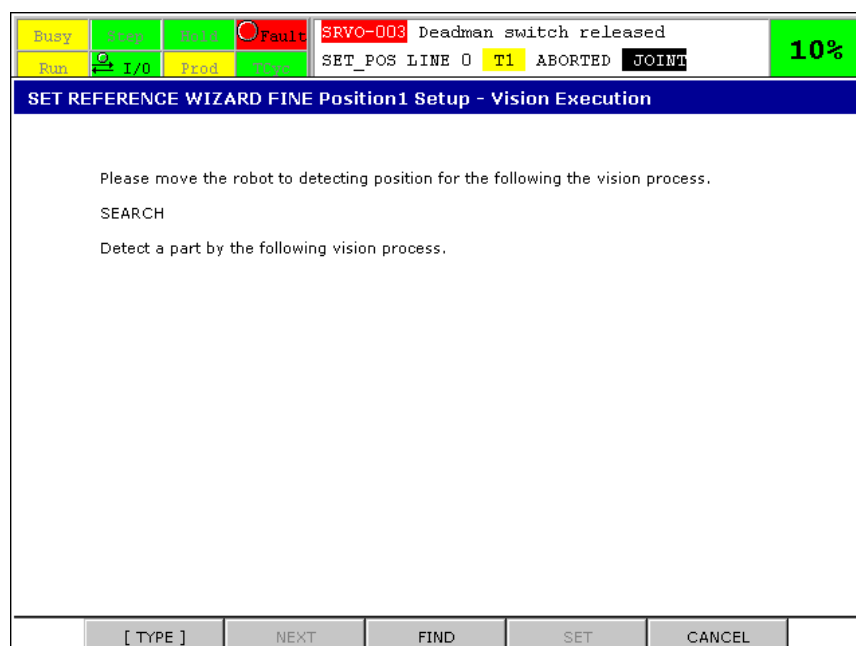 Busy Step Hold Fault SRVO-003 Deadman switch released
Run I/0 Prod TCyc SET_POS LINE 0 T1 ABORTED JOINT
10%
SET REFERENCE WIZARD FINE Position1 Setup - Vision Execution
Please move the robot to detecting position for the following the vision process.
SEARCH
Detect a part by the following vision process.
[ TYPE ] NEXT FIND SET CANCEL